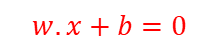 w.x + b = 0